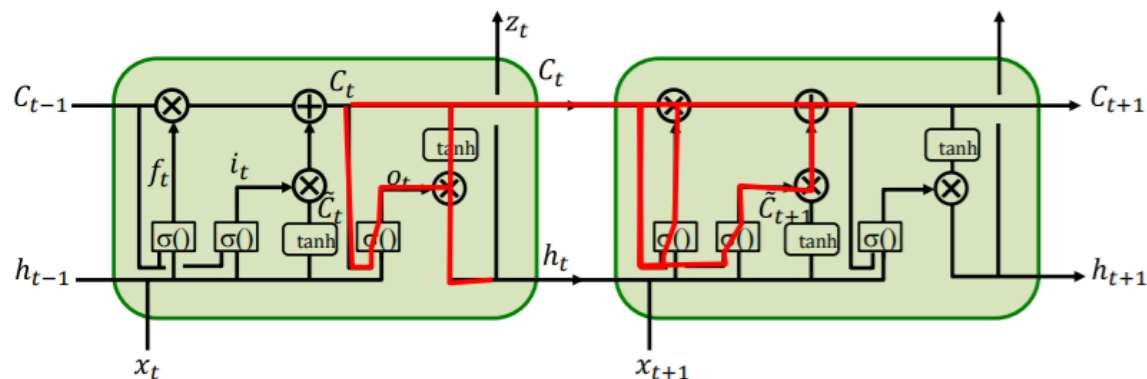 z_t
C_{t-1} C_t C_t C_{t+1}
tanh tanh
f_t i_t o_t
C̃_t C̃_{t+1}
σ() σ() tanh σ() σ() σ() tanh σ()
h_{t-1} h_t h_{t+1}
x_t x_{t+1}